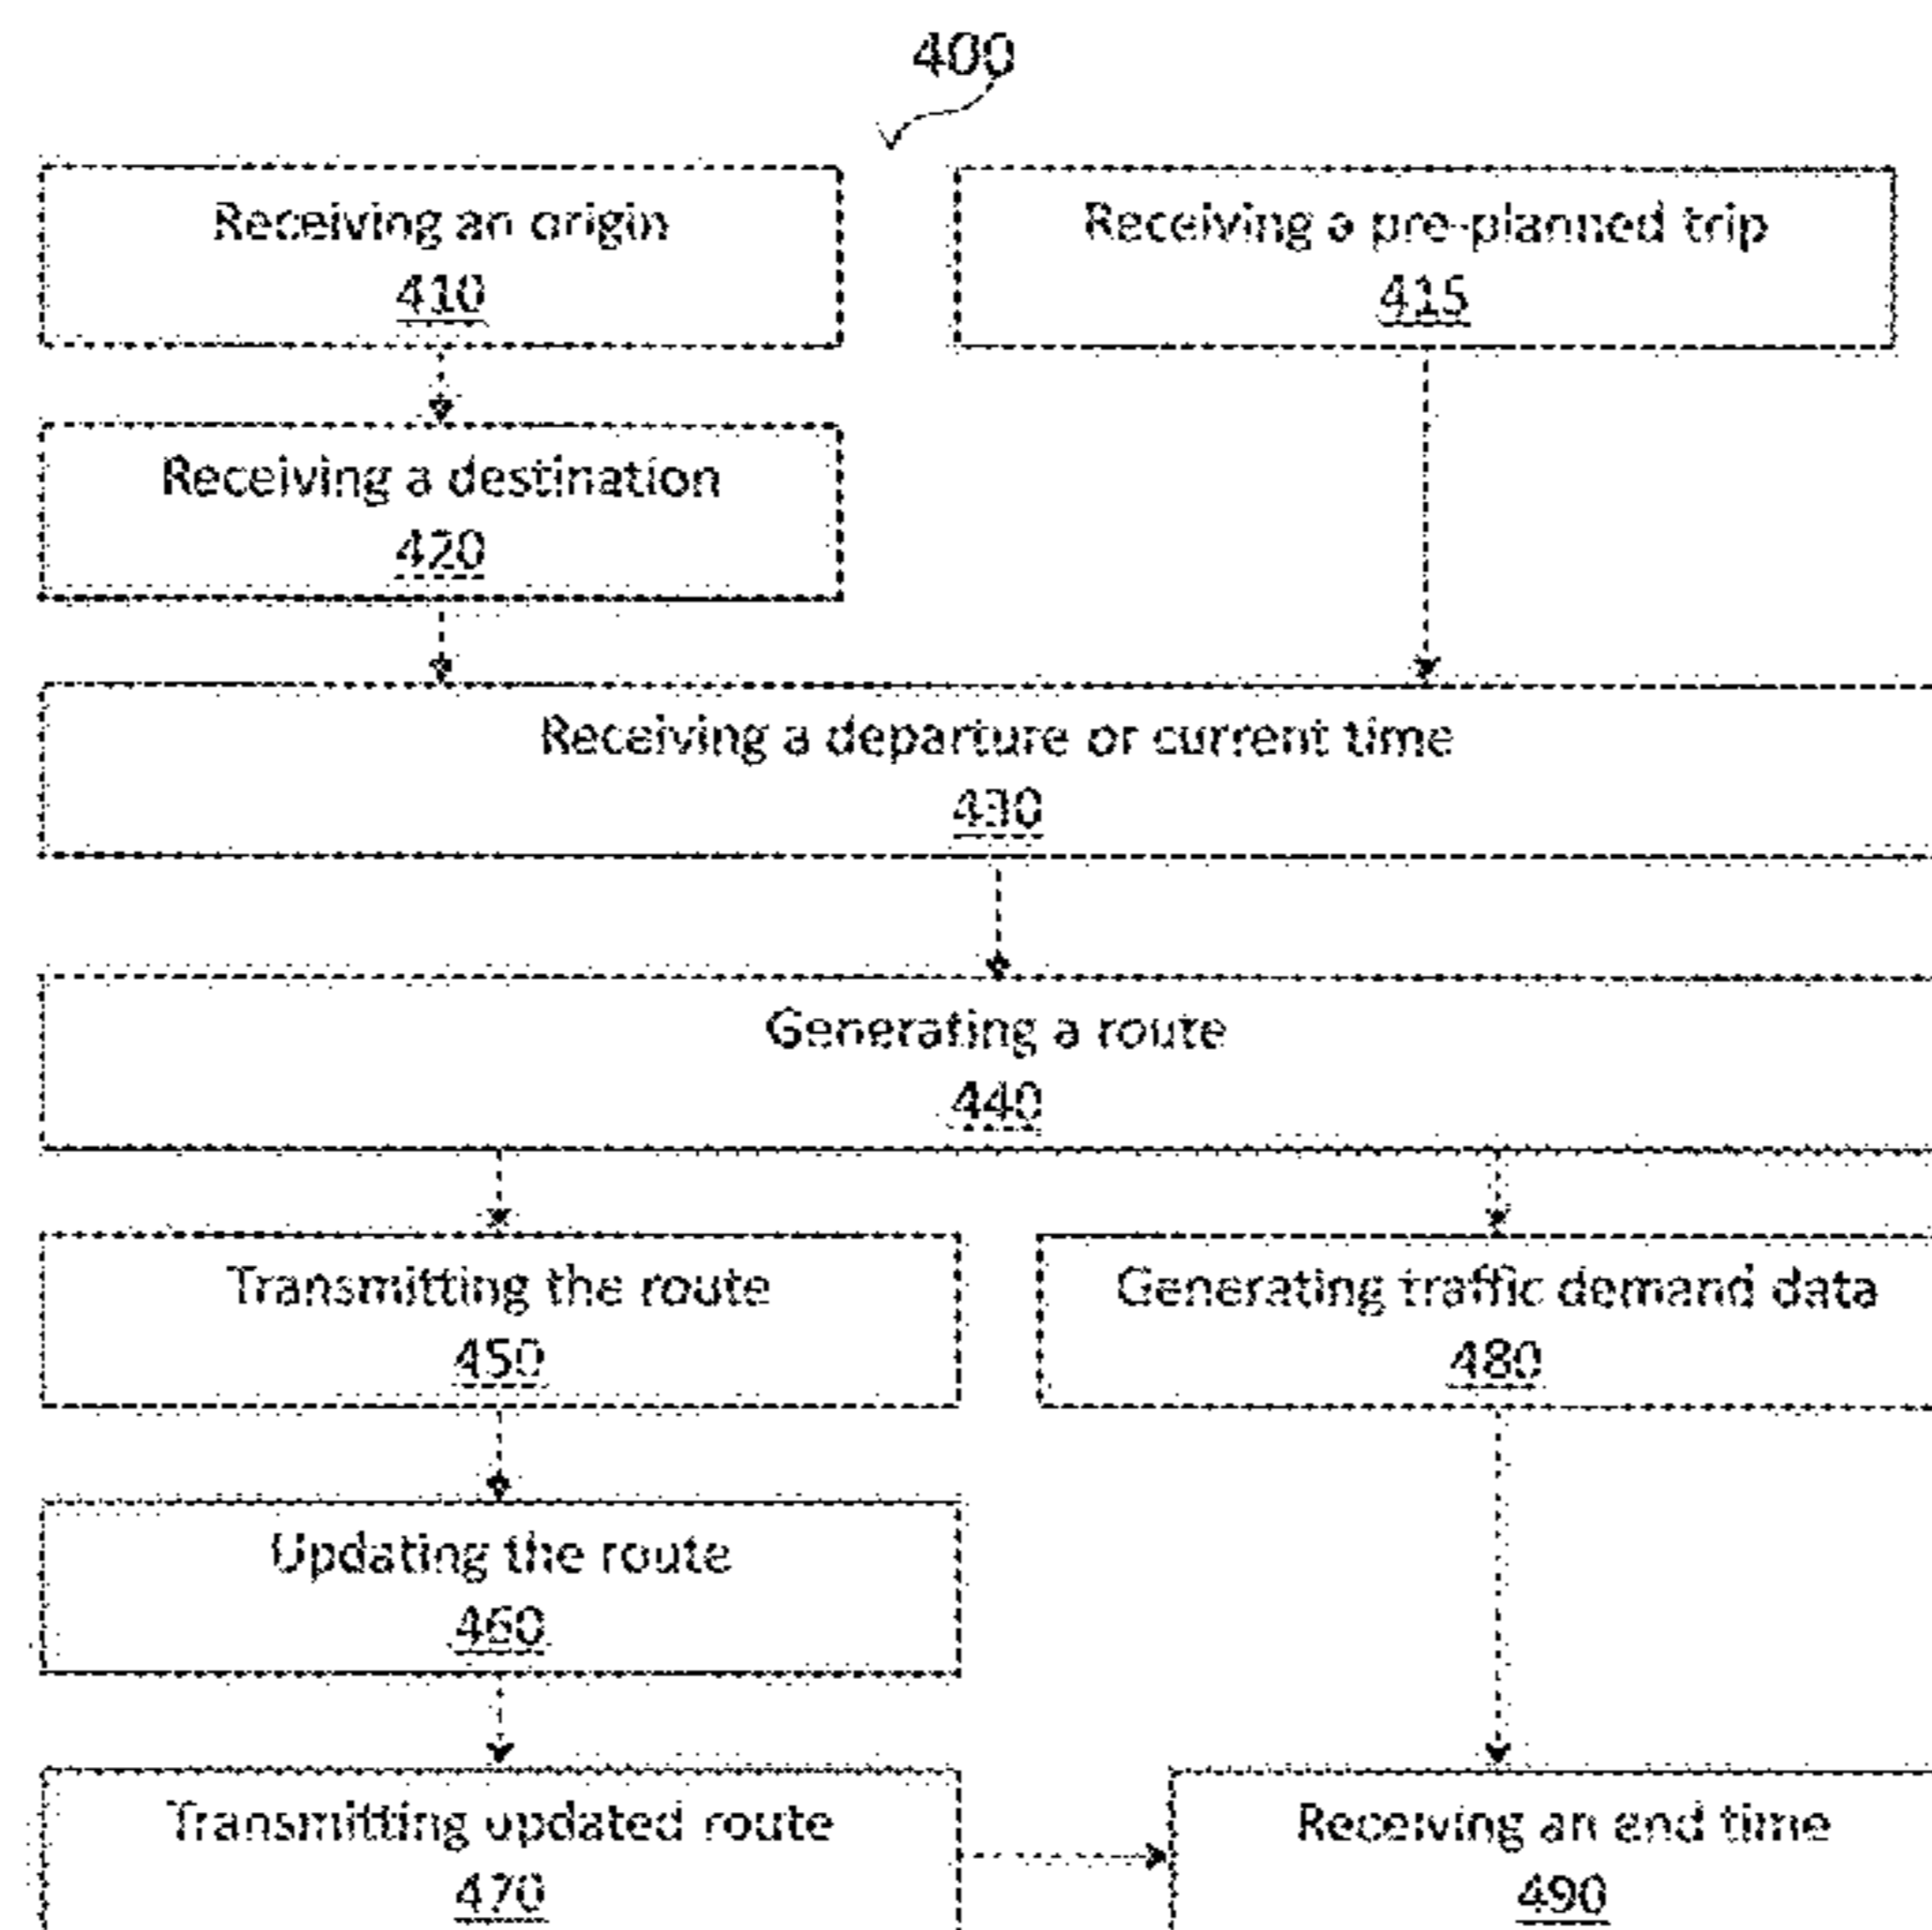 400
Receiving an origin
410
Receiving a pre-planned trip
415
Receiving a destination
420
Receiving a departure or current time
430
Generating a route
440
Transmitting the route
450
Generating traffic demand data
480
Updating the route
460
Transmitting updated route
470
Receiving an end time
490